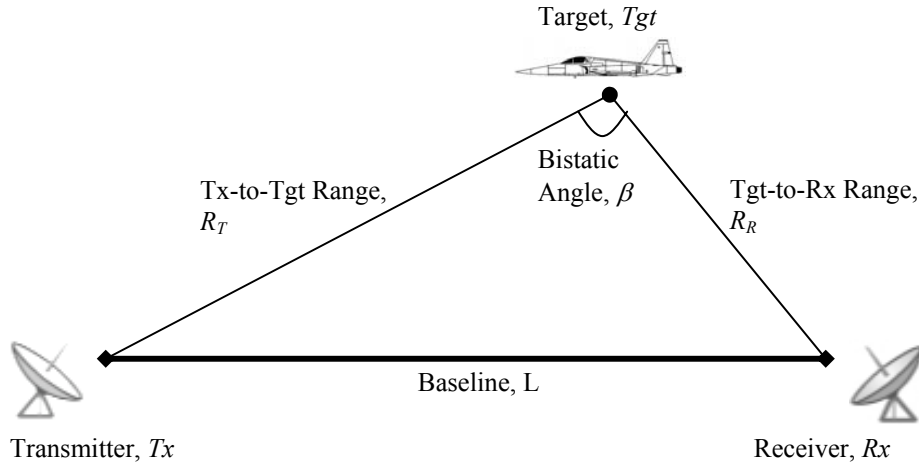 Target, Tgt
Bistatic
Angle, β
Tx-to-Tgt Range,
R_T
Tgt-to-Rx Range,
R_R
Baseline, L
Transmitter, Tx
Receiver, Rx